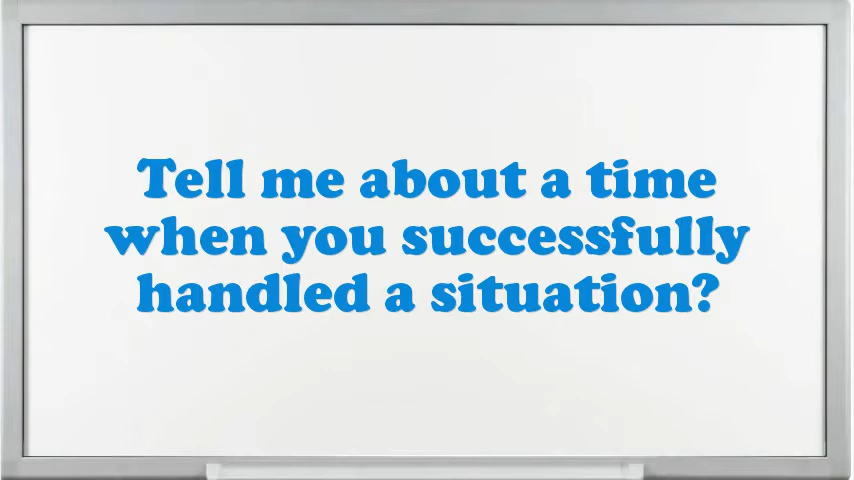 Tell me about a time
when you successfully
handled a situation?